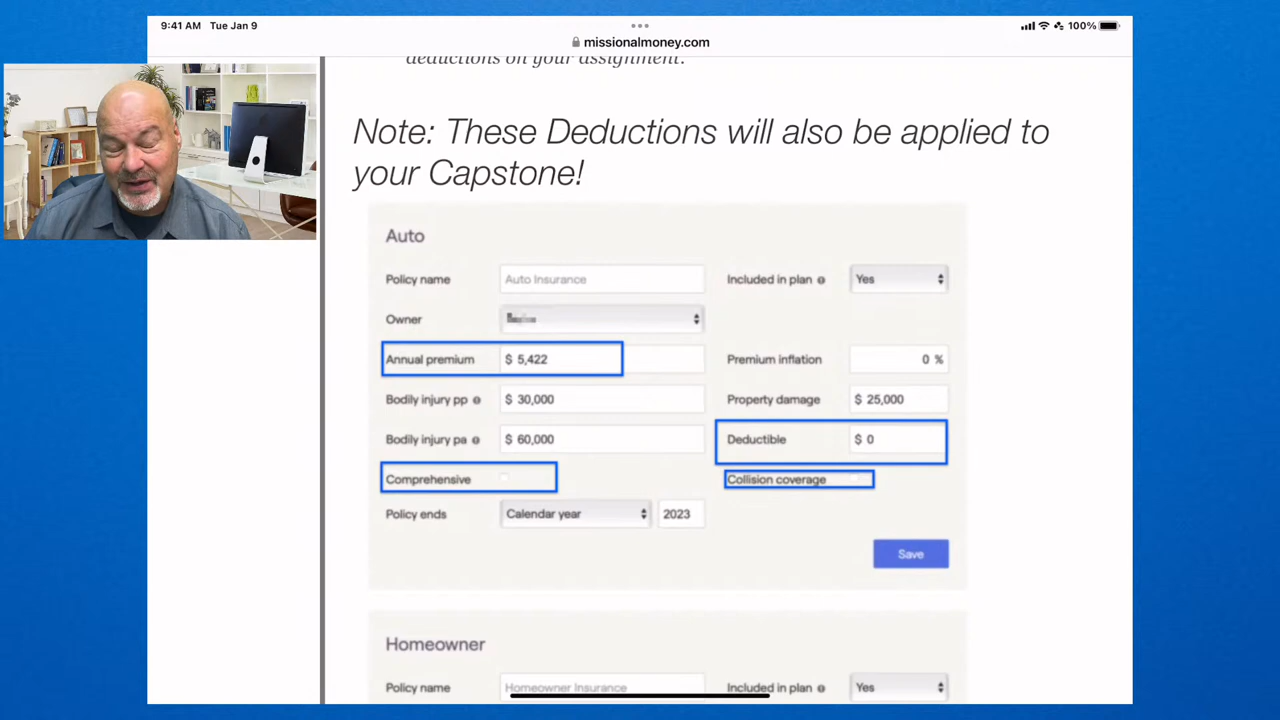 9:41 AM Tue Jan 9
100%
missionalmoney.com
deductions on your assignment.
Note: These Deductions will also be applied to
your Capstone!
Auto
Policy name Auto Insurance Included in plan Yes
Owner
Annual premium $ 5,422 Premium inflation 0 %
Bodily injury pp $ 30,000 Property damage $ 25,000
Bodily injury pa $ 60,000 Deductible $ 0
Comprehensive Collision coverage
Policy ends Calendar year 2023
Save
Homeowner
Policy name Homeowner Insurance Included in plan Yes